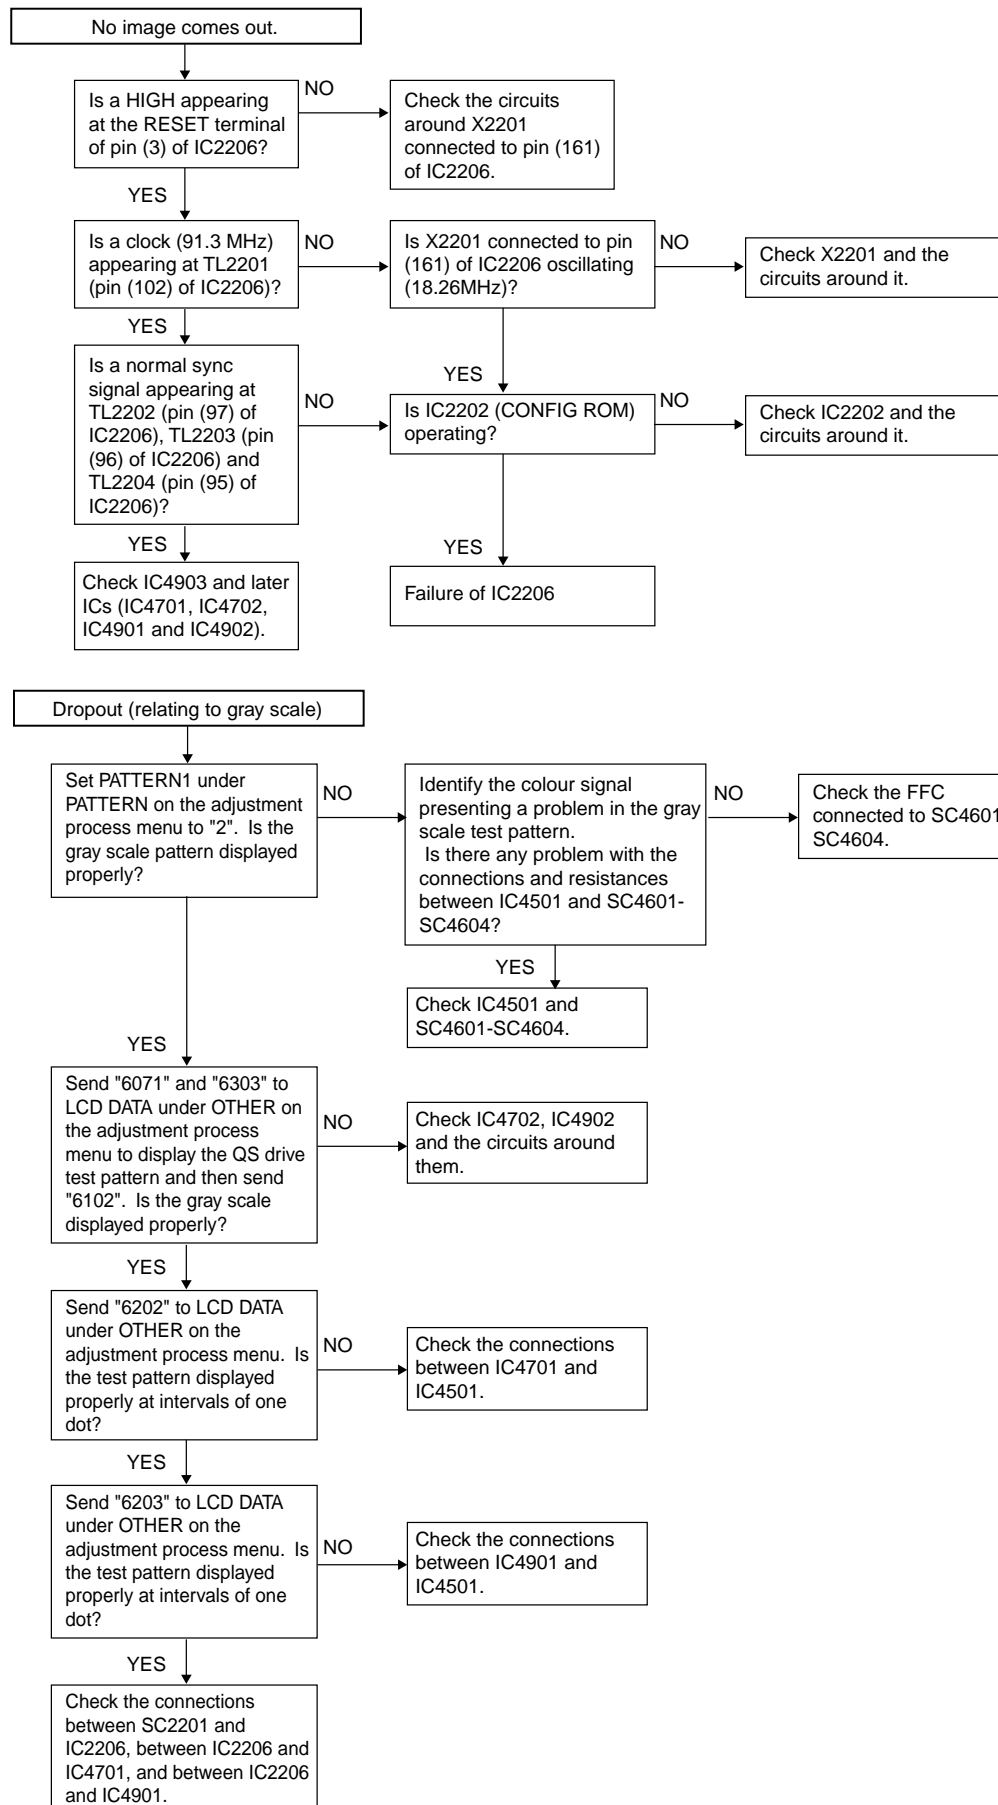 No image comes out.
Is a HIGH appearing
at the RESET terminal
of pin (3) of IC2206?
NO
Check the circuits
around X2201
connected to pin (161)
of IC2206.
YES
Is a clock (91.3 MHz)
appearing at TL2201
(pin (102) of IC2206)?
NO
Is X2201 connected to pin
(161) of IC2206 oscillating
(18.26MHz)?
NO
Check X2201 and the
circuits around it.
YES
Is a normal sync
signal appearing at
TL2202 (pin (97) of
IC2206), TL2203 (pin
(96) of IC2206) and
TL2204 (pin (95) of
IC2206)?
NO
YES
Is IC2202 (CONFIG ROM)
operating?
NO
Check IC2202 and the
circuits around it.
YES
Check IC4903 and later
ICs (IC4701, IC4702,
IC4901 and IC4902).
YES
Failure of IC2206
Dropout (relating to gray scale)
Set PATTERN1 under
PATTERN on the adjustment
process menu to "2". Is the
gray scale pattern displayed
properly?
NO
Identify the colour signal
presenting a problem in the gray
scale test pattern.
Is there any problem with the
connections and resistances
between IC4501 and SC4601-
SC4604?
NO
Check the FFC
connected to SC4601
SC4604.
YES
Check IC4501 and
SC4601-SC4604.
YES
Send "6071" and "6303" to
LCD DATA under OTHER on
the adjustment process
menu to display the QS drive
test pattern and then send
"6102". Is the gray scale
displayed properly?
NO
Check IC4702, IC4902
and the circuits around
them.
YES
Send "6202" to LCD DATA
under OTHER on the
adjustment process menu. Is
the test pattern displayed
properly at intervals of one
dot?
NO
Check the connections
between IC4701 and
IC4501.
YES
Send "6203" to LCD DATA
under OTHER on the
adjustment process menu. Is
the test pattern displayed
properly at intervals of one
dot?
NO
Check the connections
between IC4901 and
IC4501.
YES
Check the connections
between SC2201 and
IC2206, between IC2206 and
IC4701, and between IC2206
and IC4901.